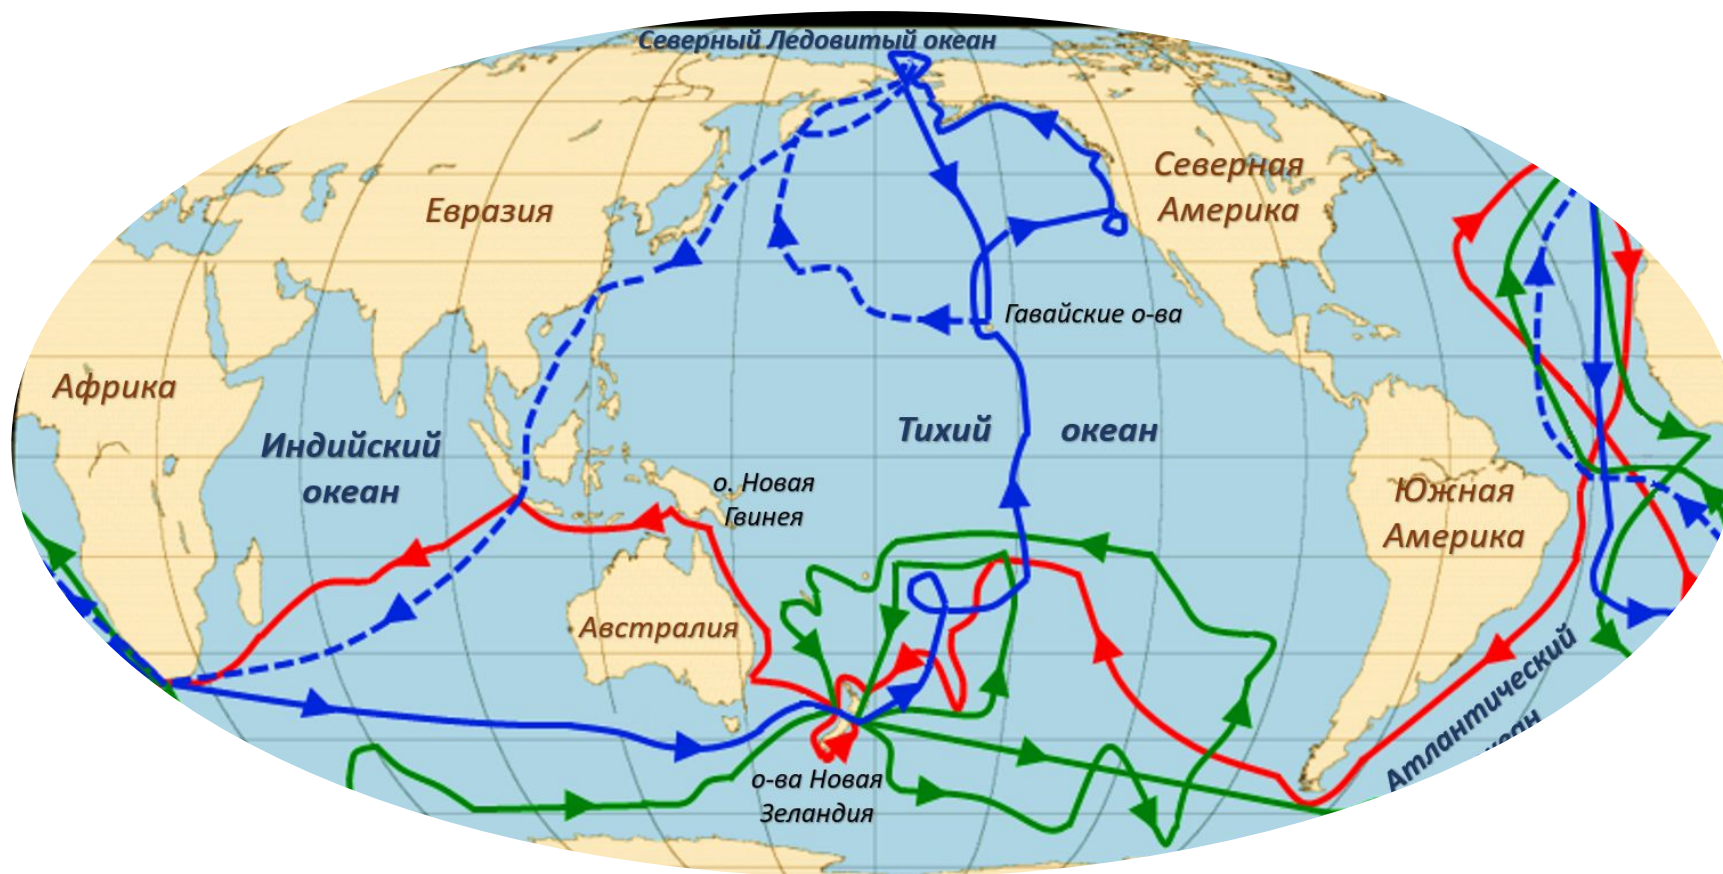 Северный Ледовитый океан
Северная
Америка
Евразия
Гавайские о-ва
Африка
Тихий океан
Индийский
океан
о. Новая
Гвинея
Южная
Америка
Австралия
Атлантический
о-ва Новая
Зеландия